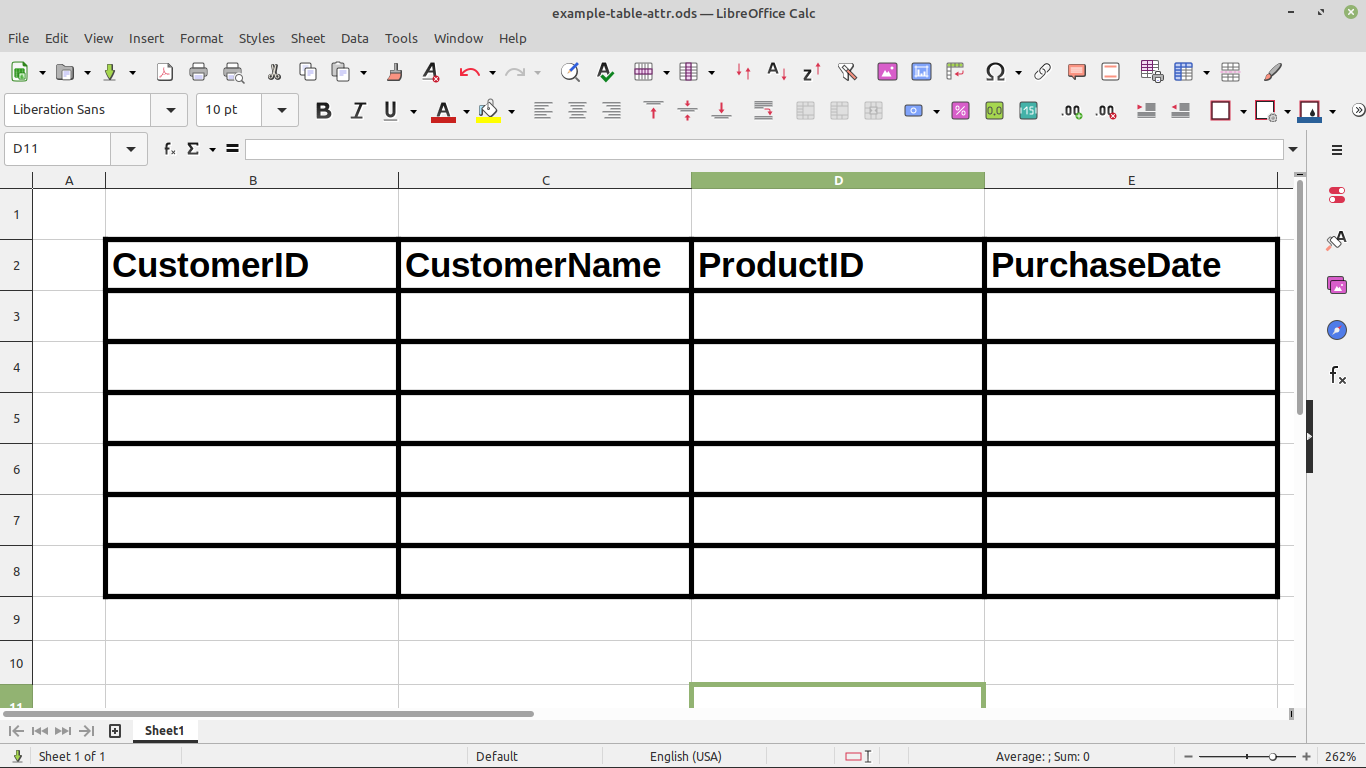 example-table-attr.ods — LibreOffice Calc
File Edit View Insert Format Styles Sheet Data Tools Window Help
Liberation Sans 10 pt
D11
A B C D E
1
2 CustomerID CustomerName ProductID PurchaseDate
3
4
5
6
7
8
9
10
11
Sheet1
Sheet 1 of 1 Default English (USA) Average: ; Sum: 0 262%